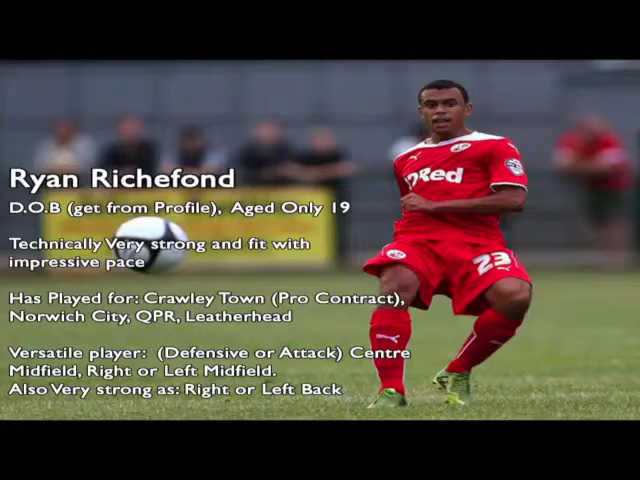 Ryan Richefond
D.O.B (get from Profile), Aged Only 19
Technically Very strong and fit with
impressive pace
Has Played for: Crawley Town (Pro Contract),
Norwich City, QPR, Leatherhead
Versatile player: (Defensive or Attack) Centre
Midfield, Right or Left Midfield.
Also Very strong as: Right or Left Back
Red
23